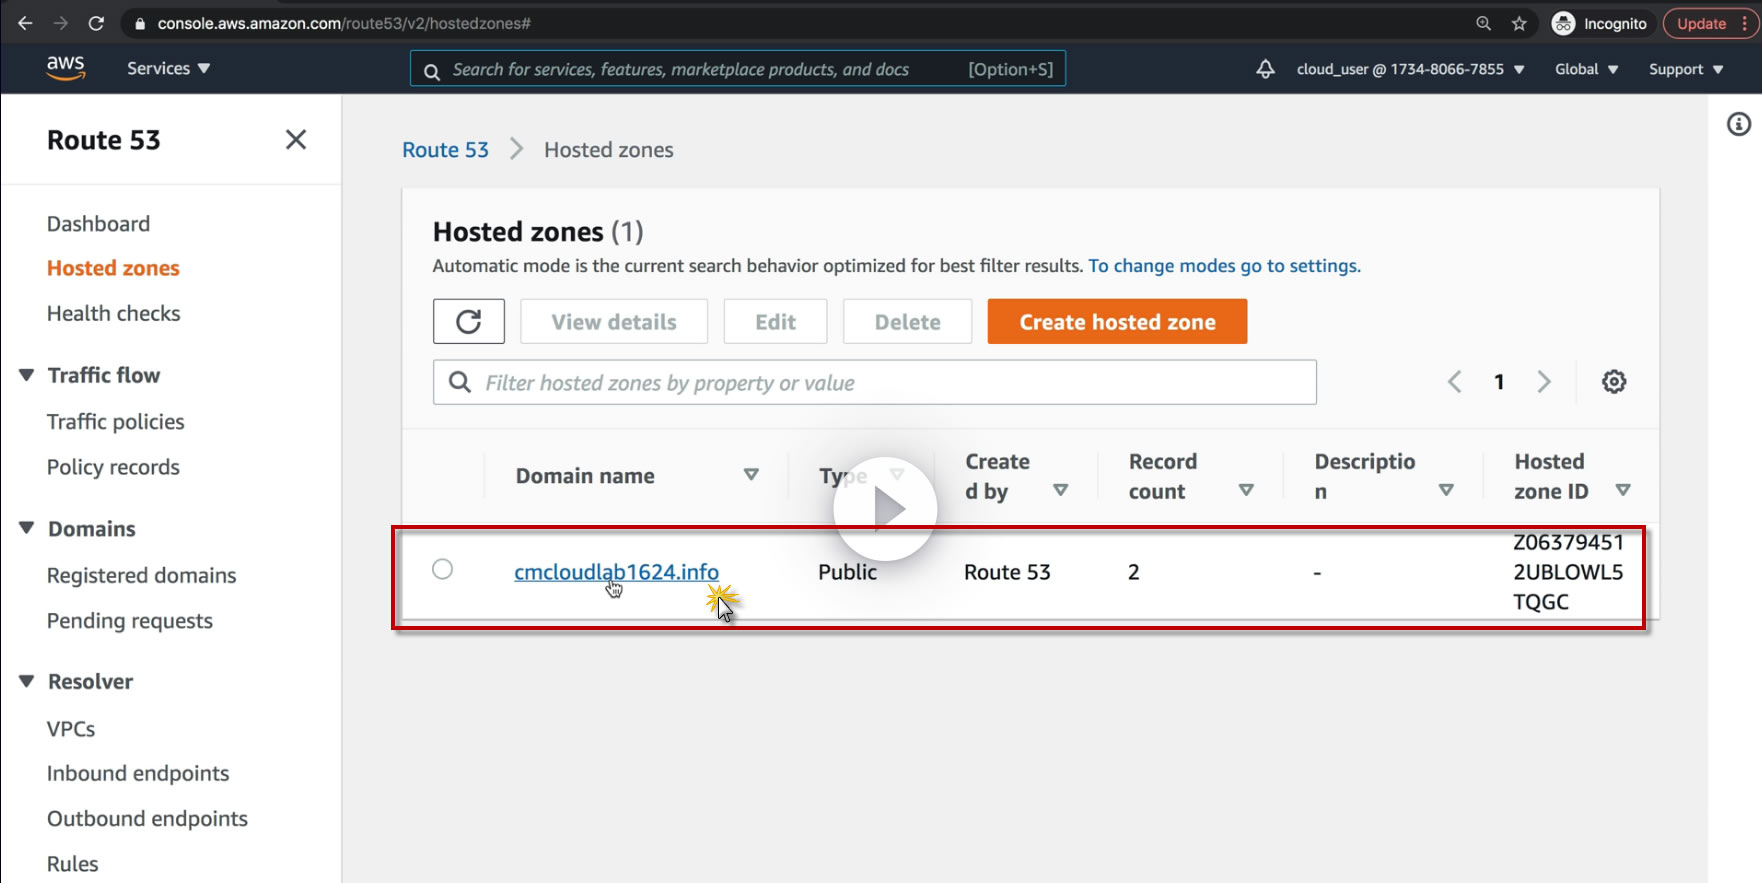 console.aws.amazon.com/route53/v2/hostedzones#
Incognito
Update
aws
Services
Search for services, features, marketplace products, and docs
[Option+S]
cloud_user @ 1734-8066-7855
Global
Support
Route 53
Dashboard
Hosted zones
Health checks
Traffic flow
Traffic policies
Policy records
Domains
Registered domains
Pending requests
Resolver
VPCs
Inbound endpoints
Outbound endpoints
Rules
Route 53 > Hosted zones
Hosted zones (1)
Automatic mode is the current search behavior optimized for best filter results. To change modes go to settings.
View details
Edit
Delete
Create hosted zone
Filter hosted zones by property or value
1
Domain name
Type
Create
d by
Record
count
Descriptio
n
Hosted
zone ID
cmcloudlab1624.info
Public
Route 53
2
-
Z06379451
2UBLOWL5
TQGC